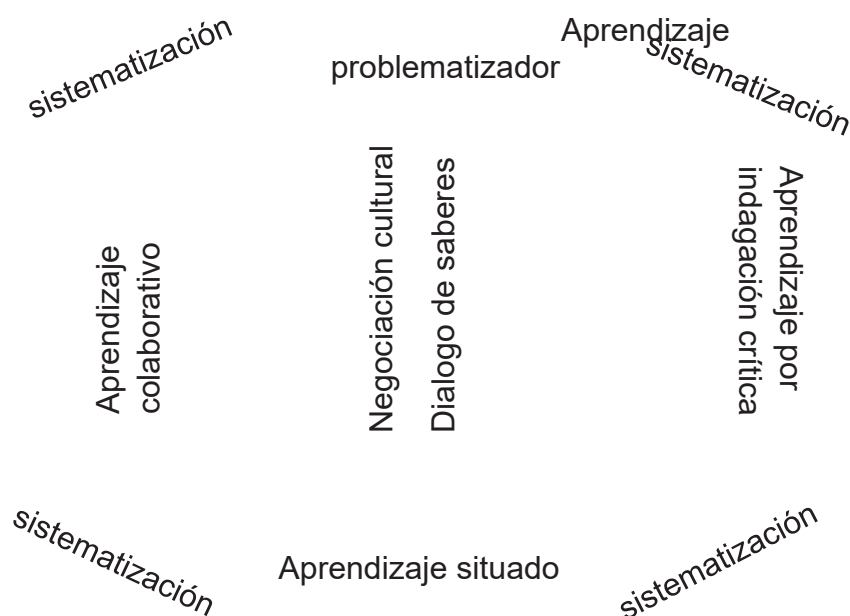 sistematización
Aprendizaje
problematizador
sistematización
Aprendizaje
colaborativo
Negociación cultural
Dialogo de saberes
Aprendizaje por
indagación crítica
sistematización
Aprendizaje situado
sistematización